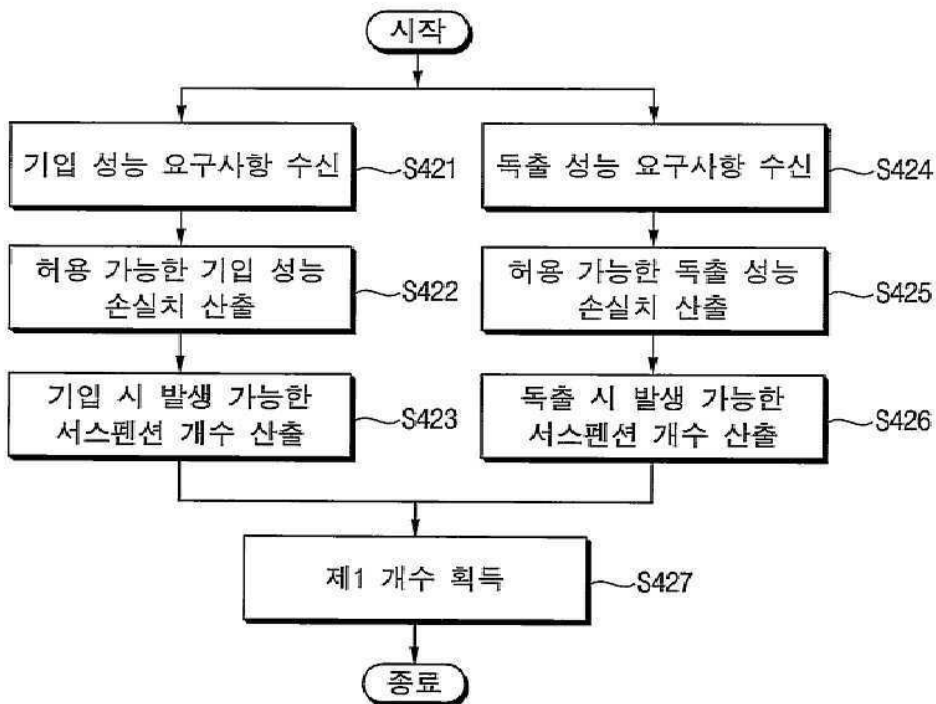 시작
기입 성능 요구사항 수신
S421
독출 성능 요구사항 수신
S424
허용 가능한 기입 성능
손실치 산출
S422
허용 가능한 독출 성능
손실치 산출
S425
기입 시 발생 가능한
서스펜션 개수 산출
S423
독출 시 발생 가능한
서스펜션 개수 산출
S426
제1 개수 획득
S427
종료